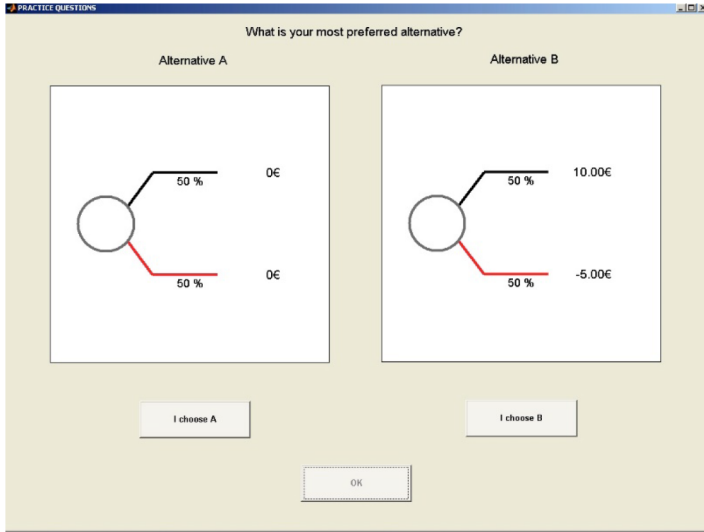 PRACTICE QUESTIONS
What is your most preferred alternative?
Alternative A
Alternative B
50 %
0€
50 %
0€
50 %
10.00€
50 %
-5.00€
I choose A
I choose B
OK